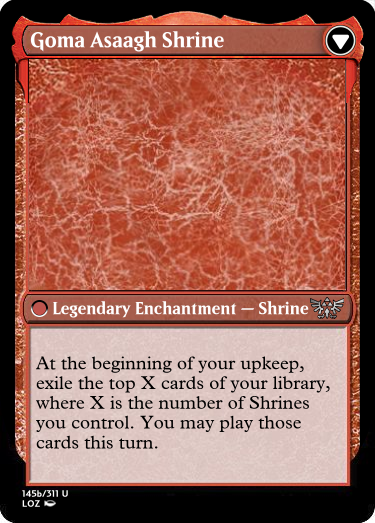 Goma Asaagh Shrine
Legendary Enchantment — Shrine
At the beginning of your upkeep,
exile the top X cards of your library,
where X is the number of Shrines
you control. You may play those
cards this turn.
145b/311 U
LOZ